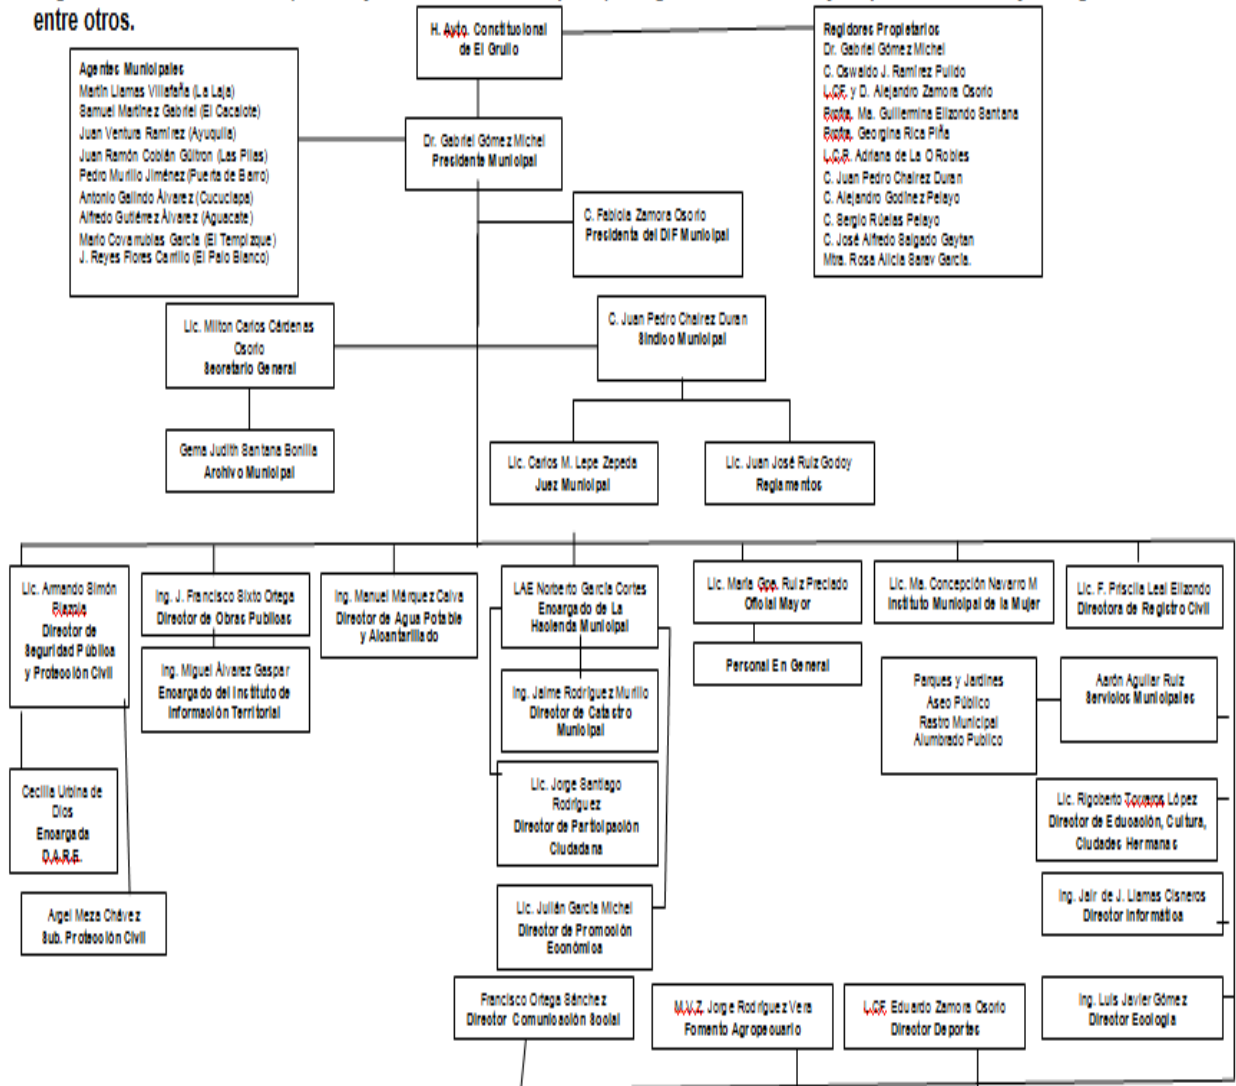 entre otros.
H. Ayto. Constitucional
de El Grullo
Regidores Propietarios
Dr. Gabriel Gómez Michel
C. Oswaldo J. Ramírez Pulido
L.CF. y D. Alejandro Zamora Osorio
Profra. Ma. Guillermina Elizondo Santana
Profra. Georgina Rica Piña
L.C.R. Adriana de La O Robles
C. Juan Pedro Chairez Duran
C. Alejandro Godínez Pelayo
C. Sergio Rúelas Pelayo
C. José Alfredo Salgado Gaytan
Mtra. Rosa Alicia Saray García.
Agentes Municipales
Martín Llamas Villafaña (La Laja)
Samuel Martínez Gabriel (El Cacalote)
Juan Ventura Ramírez (Ayuquila)
Juan Ramón Cobián Güitron (Las Pilas)
Pedro Murillo Jiménez (Puerta de Barro)
Antonio Galindo Álvarez (Cucuciapa)
Alfredo Gutiérrez Álvarez (Aguacate)
Mario Covarrubias García (El Tempizque)
J. Reyes Flores Carrillo (El Palo Blanco)
Dr. Gabriel Gómez Michel
Presidente Municipal
C. Fabiola Zamora Osorio
Presidenta del DIF Municipal
Lic. Milton Carlos Cárdenas
Osorio
Secretario General
C. Juan Pedro Chairez Duran
Sindico Municipal
Gema Judith Santana Bonilla
Archivo Municipal
Lic. Carlos M. Lepe Zepeda
Juez Municipal
Lic. Juan José Ruiz Godoy
Reglamentos
Lic. Armando Simón
Director de
Seguridad Pública
y Protección Civil
Ing. J. Francisco Sixto Ortega
Director de Obras Publicas
Ing. Manuel Márquez Calva
Director de Agua Potable
y Alcantarillado
LAE Norberto García Cortes
Encargado de La
Hacienda Municipal
Lic. Maria Gpe. Ruiz Preciado
Oficial Mayor
Lic. Ma. Concepción Navarro M
Instituto Municipal de la Mujer
Lic. F. Priscila Leal Elizondo
Directora de Registro Civil
Ing. Miguel Álvarez Gaspar
Encargado del Instituto de
Información Territorial
Personal En General
Ing. Jaime Rodríguez Murillo
Director de Catastro
Municipal
Parques y Jardines
Aseo Público
Rastro Municipal
Alumbrado Publico
Aarón Aguilar Ruiz
Servicios Municipales
Cecilia Urbina de
Dios
Encargada
D.A.R.E.
Lic. Jorge Santiago
Rodríguez
Director de Participación
Ciudadana
Lic. Rigoberto López
Director de Educación, Cultura,
Ciudades Hermanas
Argel Meza Chávez
Sub. Protección Civil
Lic. Julián García Michel
Director de Promoción
Económica
Ing. Jair de J. Llamas Cisneros
Director Informática
Francisco Ortega Sánchez
Director Comunicación Social
M.V.Z. Jorge Rodríguez Vera
Fomento Agropecuario
L.CF. Eduardo Zamora Osorio
Director Deportes
Ing. Luis Javier Gómez
Director Ecología